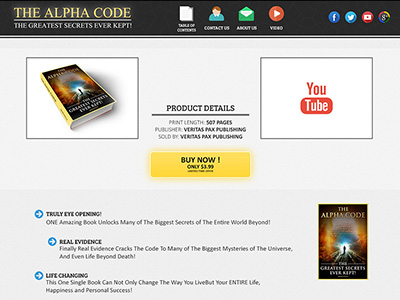 THE ALPHA CODE
THE GREATEST SECRETS EVER KEPT!
TABLE OF
CONTENTS
CONTACT US
ABOUT US
VIDEO
THE ALPHA CODE
THE
GREATEST SECRETS
EVER KEPT!
You
Tube
PRODUCT DETAILS
PRINT LENGTH: 507 PAGES
PUBLISHER: VERITAS PAX PUBLISHING
SOLD BY: VERITAS PAX PUBLISHING
BUY NOW !
ONLY $3.99
LIMITED TIME OFFER
TRULY EYE OPENING!
ONE Amazing Book Unlocks Many of The Biggest Secrets of The Entire World Beyond!
REAL EVIDENCE
Finally Real Evidence Cracks The Code To Many of The Biggest Mysteries of The Universe,
And Even Life Beyond Death!
LIFE CHANGING
This One Single Book Can Not Only Change The Way You LiveBut Your ENTIRE Life,
Happiness and Personal Success!
THE
ALPHA CODE
THE
GREATEST SECRETS
EVER KEPT!